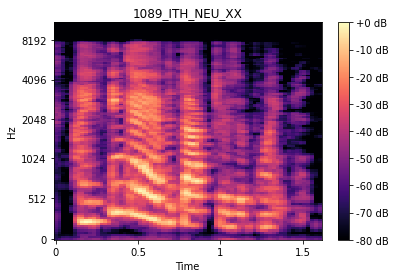 1089_ITH_NEU_XX
+0 dB
8192
-10 dB
4096
-20 dB
-30 dB
2048
Hz
-40 dB
1024
-50 dB
512
-60 dB
-70 dB
0
-80 dB
0 0.5 1 1.5
Time